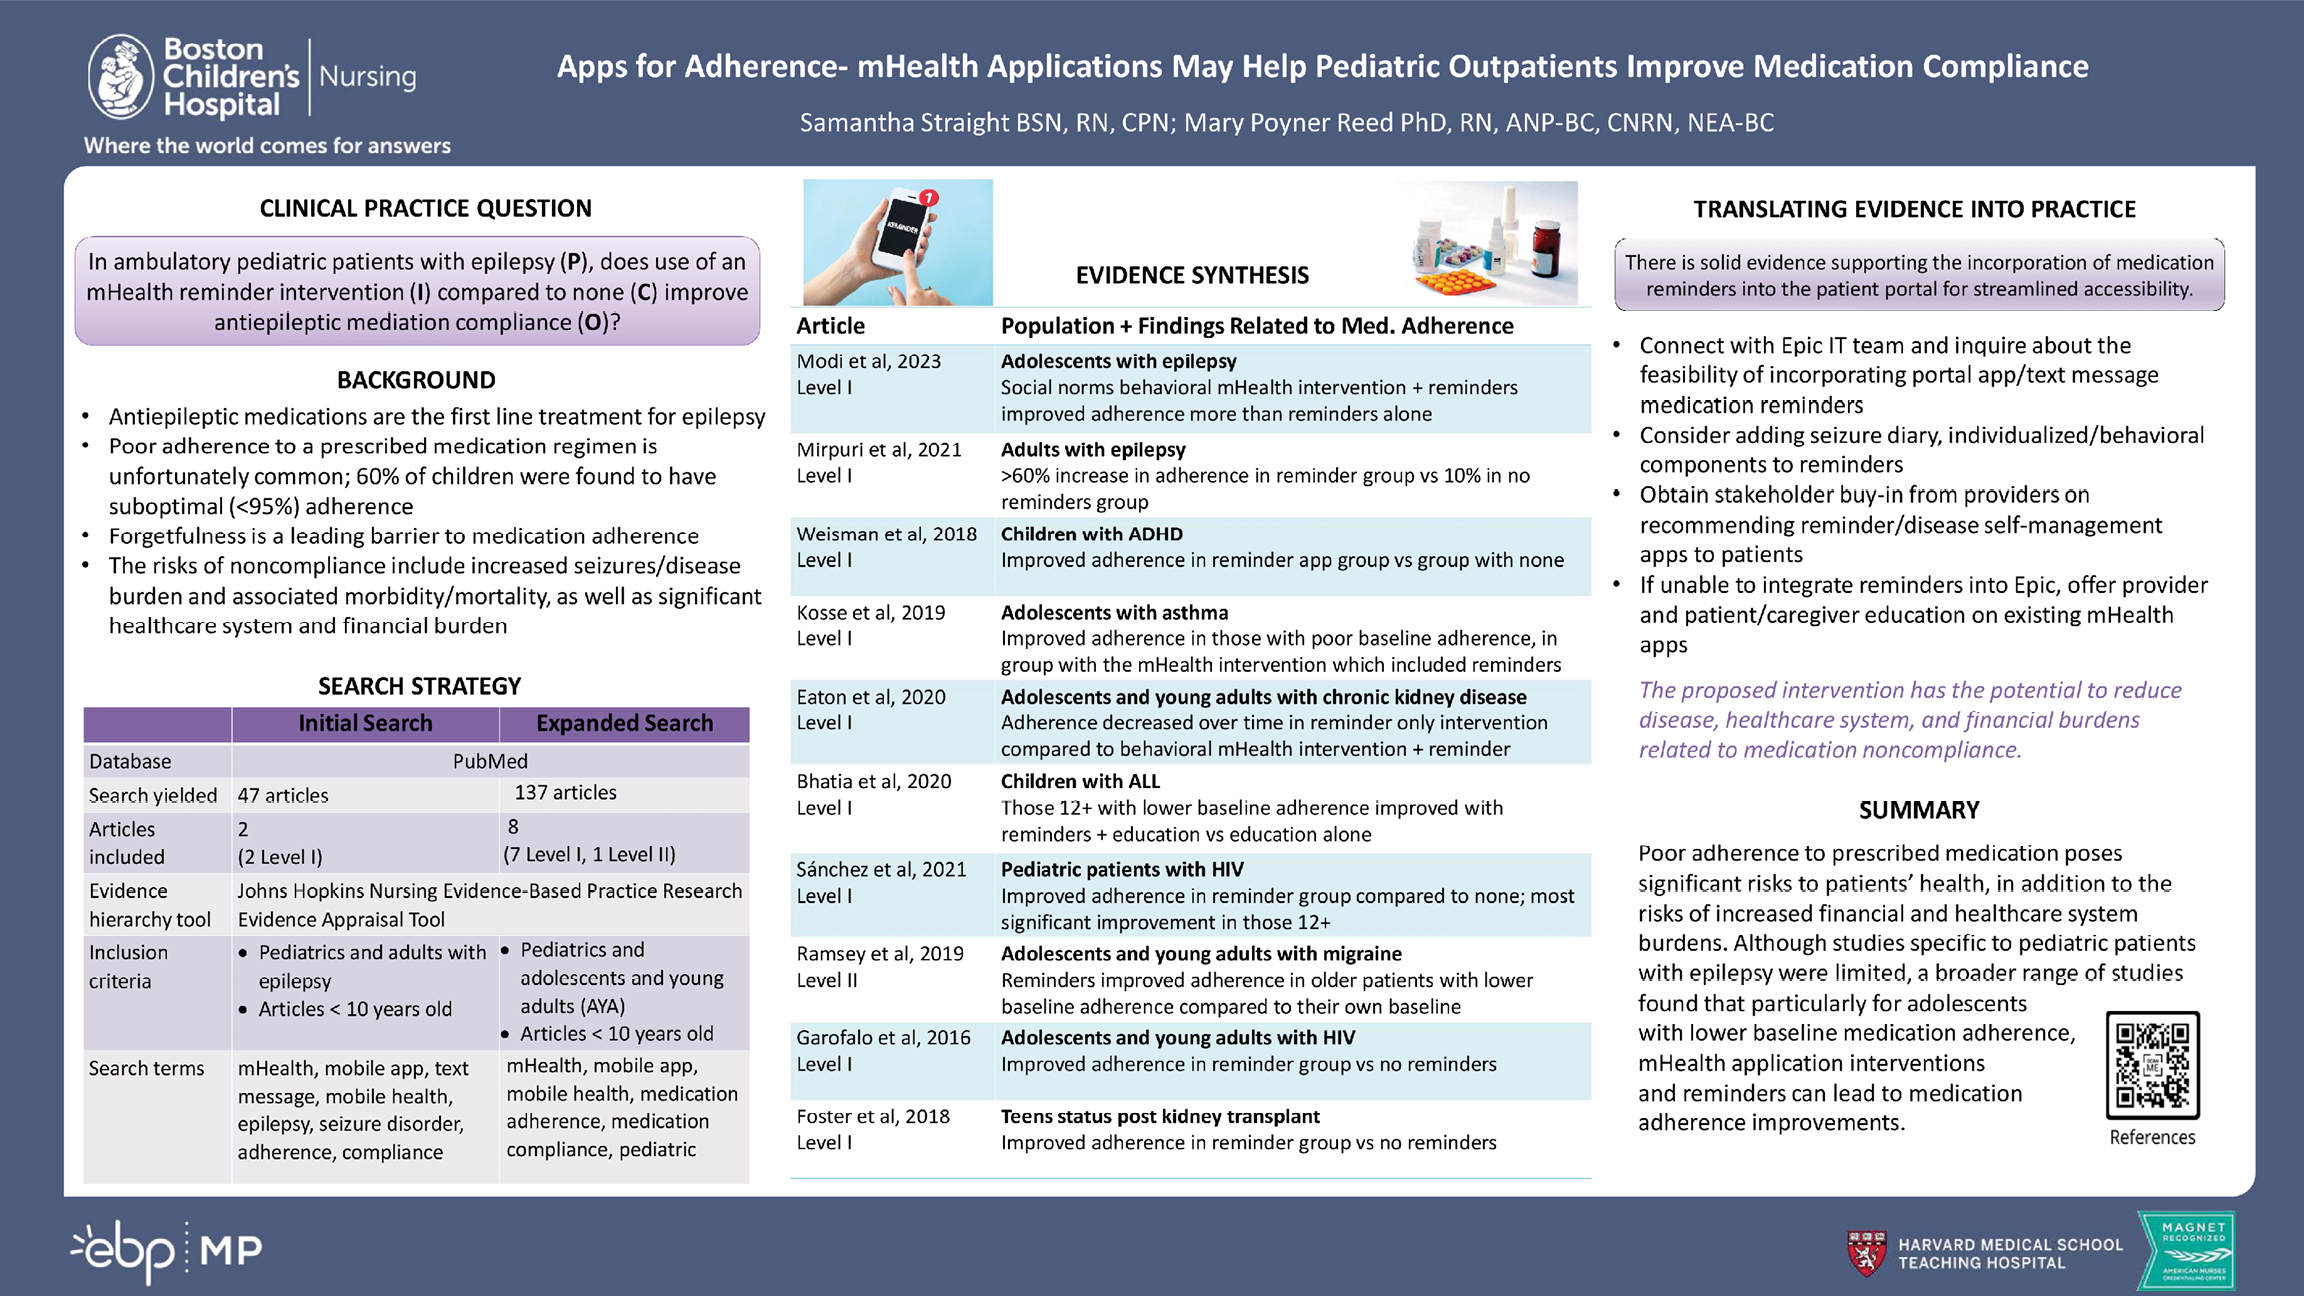 Boston
Children's
Hospital
Nursing
Where the world comes for answers
Apps for Adherence- mHealth Applications May Help Pediatric Outpatients Improve Medication Compliance
Samantha Straight BSN, RN, CPN; Mary Poyner Reed PhD, RN, ANP-BC, CNRN, NEA-BC
CLINICAL PRACTICE QUESTION
In ambulatory pediatric patients with epilepsy (P), does use of an
mHealth reminder intervention (I) compared to none (C) improve
antiepileptic mediation compliance (O)?
BACKGROUND
• Antiepileptic medications are the first line treatment for epilepsy
• Poor adherence to a prescribed medication regimen is
unfortunately common; 60% of children were found to have
suboptimal (<95%) adherence
• Forgetfulness is a leading barrier to medication adherence
• The risks of noncompliance include increased seizures/disease
burden and associated morbidity/mortality, as well as significant
healthcare system and financial burden
SEARCH STRATEGY
Initial Search Expanded Search
Database PubMed
Search yielded 47 articles 137 articles
Articles 2 8
included (2 Level I) (7 Level I, 1 Level II)
Evidence Johns Hopkins Nursing Evidence-Based Practice Research
hierarchy tool Evidence Appraisal Tool
Inclusion
criteria
• Pediatrics and adults with
epilepsy
• Articles < 10 years old
• Pediatrics and
adolescents and young
adults (AYA)
• Articles < 10 years old
Search terms
mHealth, mobile app, text
message, mobile health,
epilepsy, seizure disorder,
adherence, compliance
mHealth, mobile app,
mobile health, medication
adherence, medication
compliance, pediatric
1
REMINDER
EVIDENCE SYNTHESIS
Article Population + Findings Related to Med. Adherence
Modi et al, 2023 Adolescents with epilepsy
Level I Social norms behavioral mHealth intervention + reminders
improved adherence more than reminders alone
Mirpuri et al, 2021 Adults with epilepsy
Level I >60% increase in adherence in reminder group vs 10% in no
reminders group
Weisman et al, 2018 Children with ADHD
Level I Improved adherence in reminder app group vs group with none
Kosse et al, 2019 Adolescents with asthma
Level I Improved adherence in those with poor baseline adherence, in
group with the mHealth intervention which included reminders
Eaton et al, 2020 Adolescents and young adults with chronic kidney disease
Level I Adherence decreased over time in reminder only intervention
compared to behavioral mHealth intervention + reminder
Bhatia et al, 2020 Children with ALL
Level I Those 12+ with lower baseline adherence improved with
reminders + education vs education alone
Sánchez et al, 2021 Pediatric patients with HIV
Level I Improved adherence in reminder group compared to none; most
significant improvement in those 12+
Ramsey et al, 2019 Adolescents and young adults with migraine
Level II Reminders improved adherence in older patients with lower
baseline adherence compared to their own baseline
Garofalo et al, 2016 Adolescents and young adults with HIV
Level I Improved adherence in reminder group vs no reminders
Foster et al, 2018 Teens status post kidney transplant
Level I Improved adherence in reminder group vs no reminders
TRANSLATING EVIDENCE INTO PRACTICE
There is solid evidence supporting the incorporation of medication
reminders into the patient portal for streamlined accessibility.
• Connect with Epic IT team and inquire about the
feasibility of incorporating portal app/text message
medication reminders
• Consider adding seizure diary, individualized/behavioral
components to reminders
• Obtain stakeholder buy-in from providers on
recommending reminder/disease self-management
apps to patients
• If unable to integrate reminders into Epic, offer provider
and patient/caregiver education on existing mHealth
apps
The proposed intervention has the potential to reduce
disease, healthcare system, and financial burdens
related to medication noncompliance.
SUMMARY
Poor adherence to prescribed medication poses
significant risks to patients' health, in addition to the
risks of increased financial and healthcare system
burdens. Although studies specific to pediatric patients
with epilepsy were limited, a broader range of studies
found that particularly for adolescents
with lower baseline medication adherence,
mHealth application interventions
and reminders can lead to medication
adherence improvements.
SCAN
ME
References
ebp MP
HARVARD MEDICAL SCHOOL
TEACHING HOSPITAL
MAGNET
RECOGNIZED
AMERICAN NURSES
CREDENTIALING CENTER